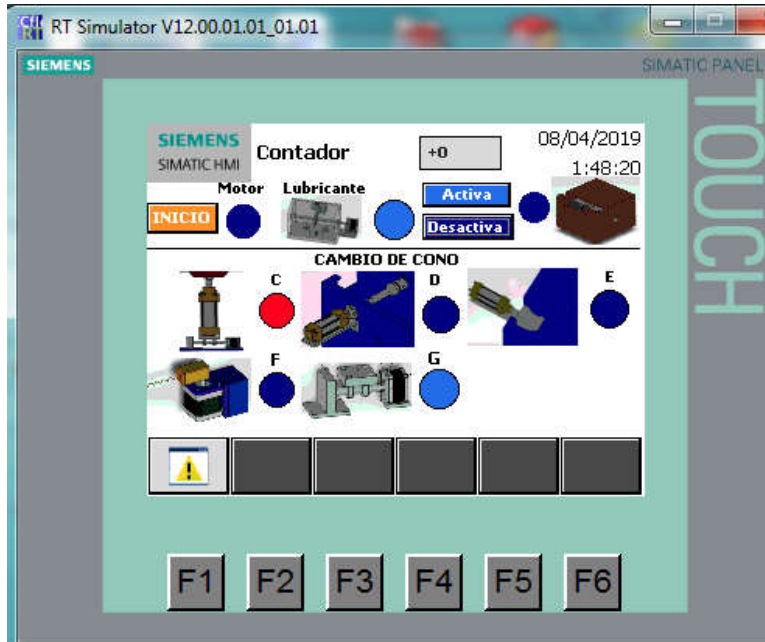 RT Simulator V12.00.01.01_01.01
SIEMENS
SIMATIC PANEL
TOUCH
SIEMENS
SIMATIC HMI
Contador
+0
08/04/2019
1:48:20
Motor
Lubricante
INICIO
Activa
Desactiva
CAMBIO DE CONO
C
D
E
F
G
F1 F2 F3 F4 F5 F6